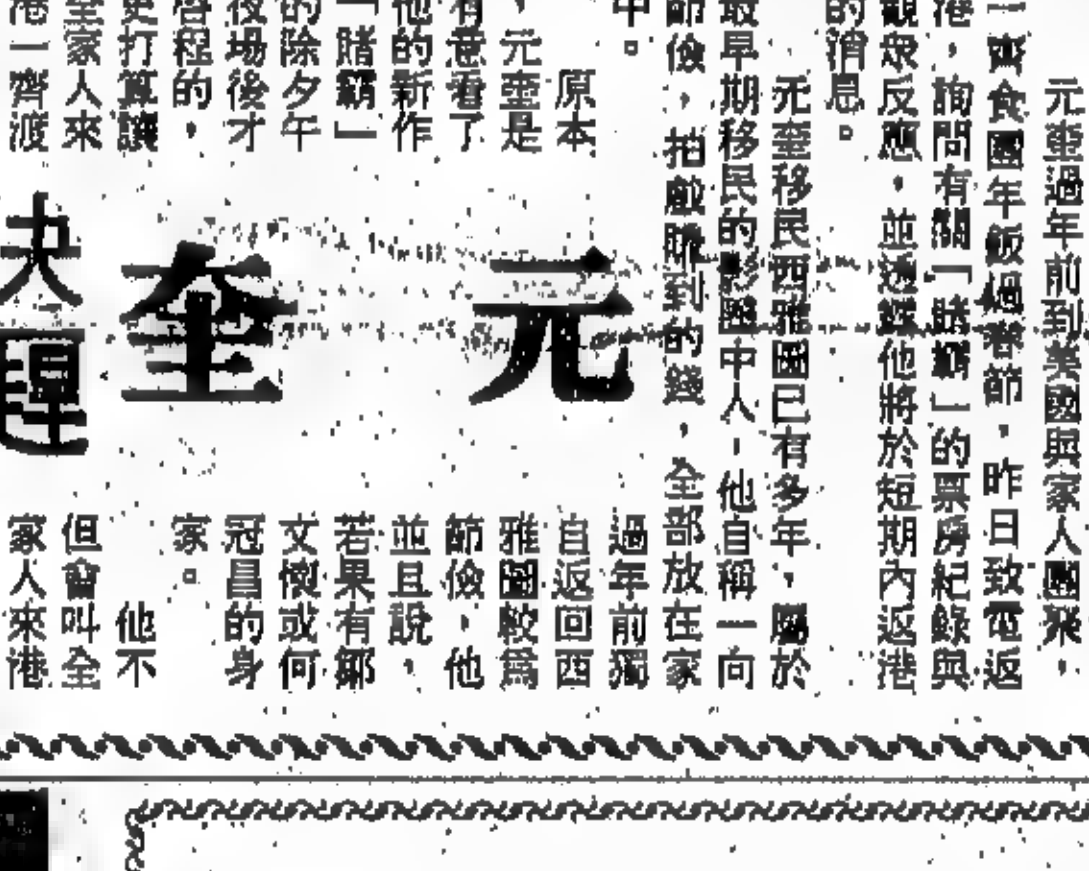 元奎過年前到美國與家人團聚，
一齊食團年飯過春節，昨日致電返
港，詢問有關「賭霸」的票房紀錄與
觀眾反應，並透露他將於短期內返港
的消息。
元奎移民西雅圖已有多年，屬於
最早期移民的影圈中人，他自稱一向
節儉，拍戲賺到的錢，全部放在家
中。
元奎
決
原本
，元奎是
有意看了
他的新作
「賭霸」
的除夕午
夜場後才
啓程的，
更打算讓
全家人來
港一齊渡
過年前獨
自返回西
雅圖較爲
節儉，他
並且說，
若果有鄒
文懷或何
冠昌的身
家。
他不
但會叫全
家人來港